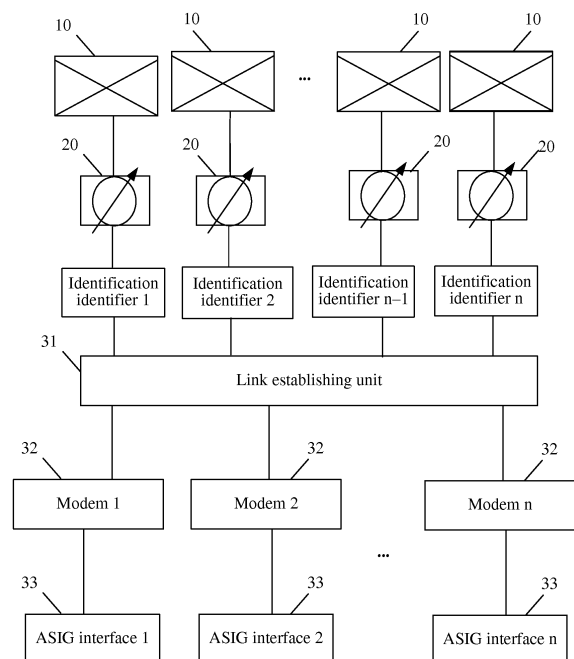 10
10
10
10
...
20
20
20
20
Identification
identifier 1
Identification
identifier 2
Identification
identifier n−1
Identification
identifier n
31
Link establishing unit
32
32
32
Modem 1
Modem 2
Modem n
...
33
33
33
ASIG interface 1
ASIG interface 2
ASIG interface n